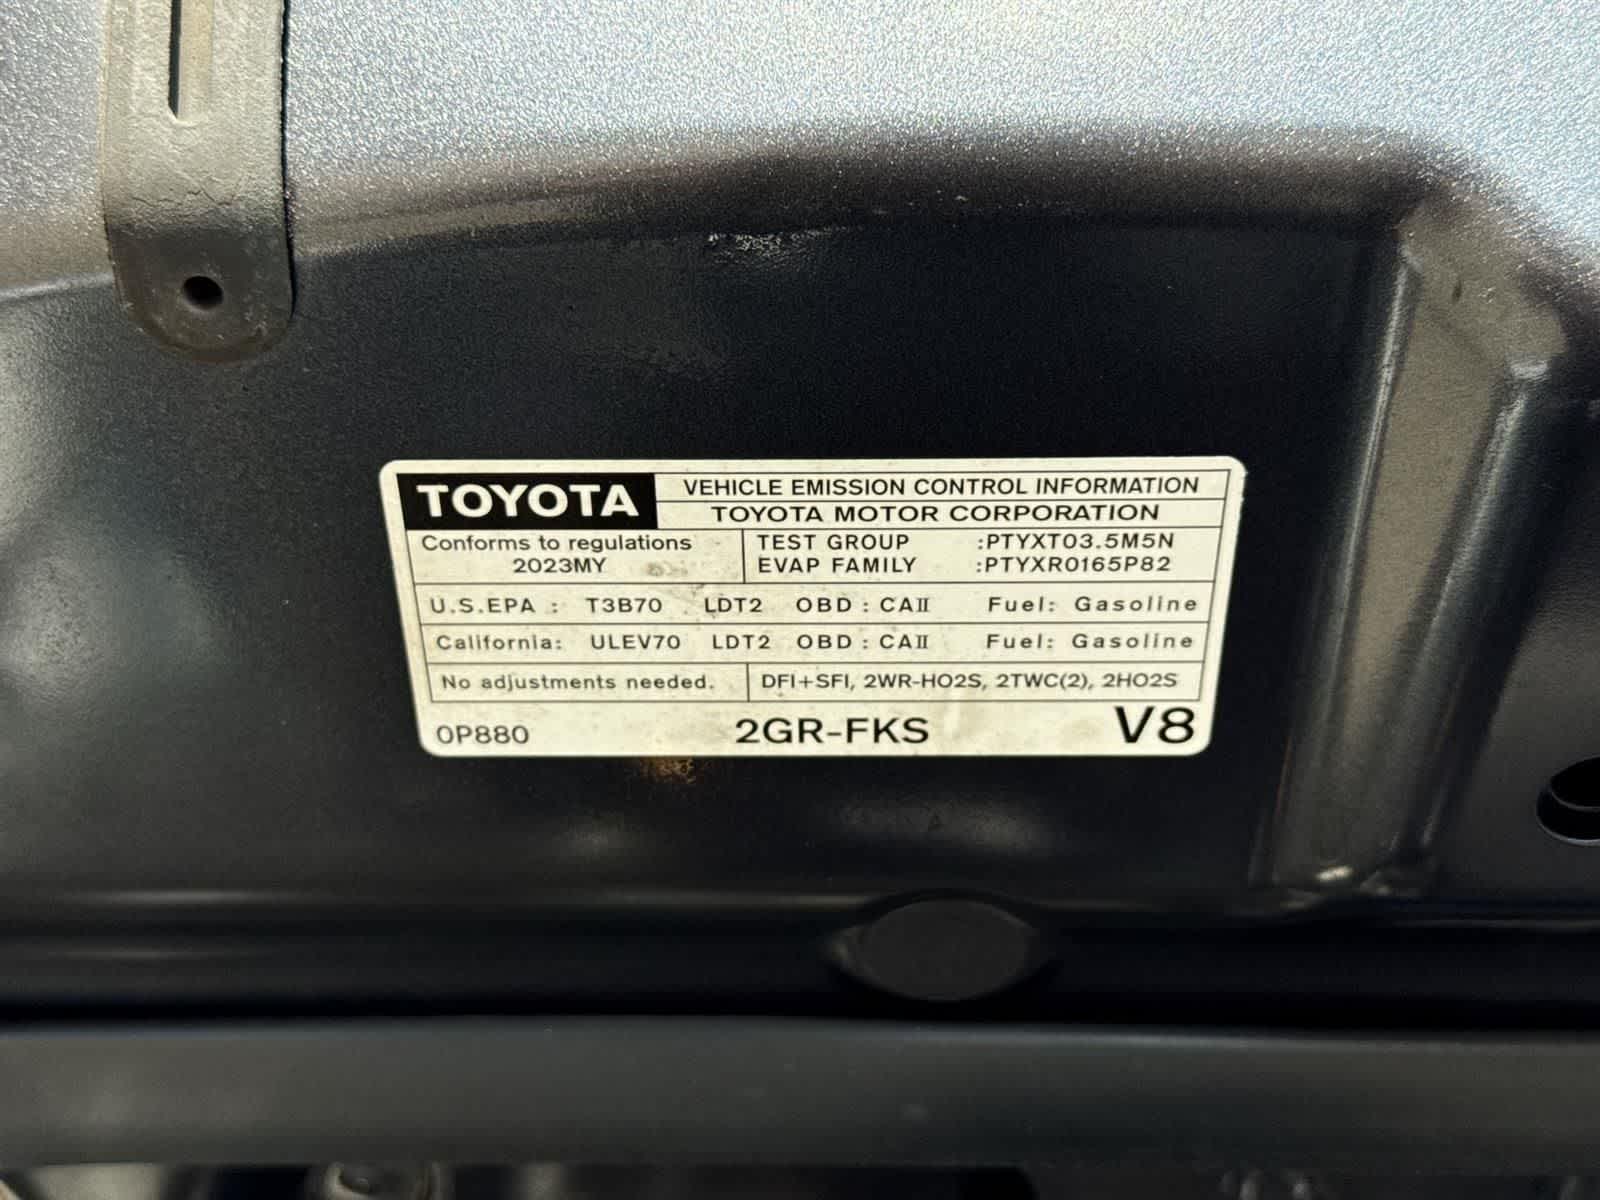 TOYOTA
VEHICLE EMISSION CONTROL INFORMATION
TOYOTA MOTOR CORPORATION
Conforms to regulations
2023MY
TEST GROUP :PTYXT03.5M5N
EVAP FAMILY :PTYXR0165P82
U.S.EPA : T3B70 LDT2 OBD : CAⅡ Fuel: Gasoline
California: ULEV70 LDT2 OBD : CAⅡ Fuel: Gasoline
No adjustments needed. DFI+SFI, 2WR-HO2S, 2TWC(2), 2HO2S
0P880 2GR-FKS V8